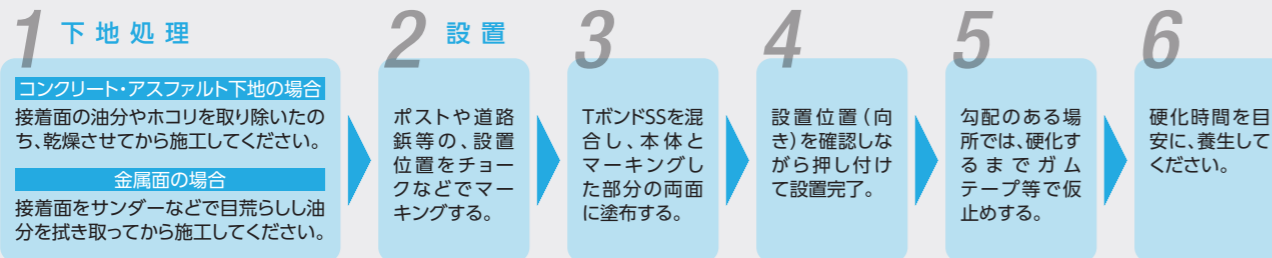 1 下地処理
コンクリート・アスファルト下地の場合
接着面の油分やホコリを取り除いたの
ち、乾燥させてから施工してください。
金属面の場合
接着面をサンダーなどで目荒らしし油
分を拭き取ってから施工してください。
2 設置
ポストや道路
鋲等の、設置
位置をチョー
クなどでマー
キングする。
3
TボンドSSを混
合し、本体と
マーキングし
た部分の両面
に塗布する。
4
設置位置(向
き)を確認しな
がら押し付け
て設置完了。
5
勾配のある場
所では、硬化す
るまでガム
テープ等で仮
止めする。
6
硬化時間を目
安に、養生して
ください。